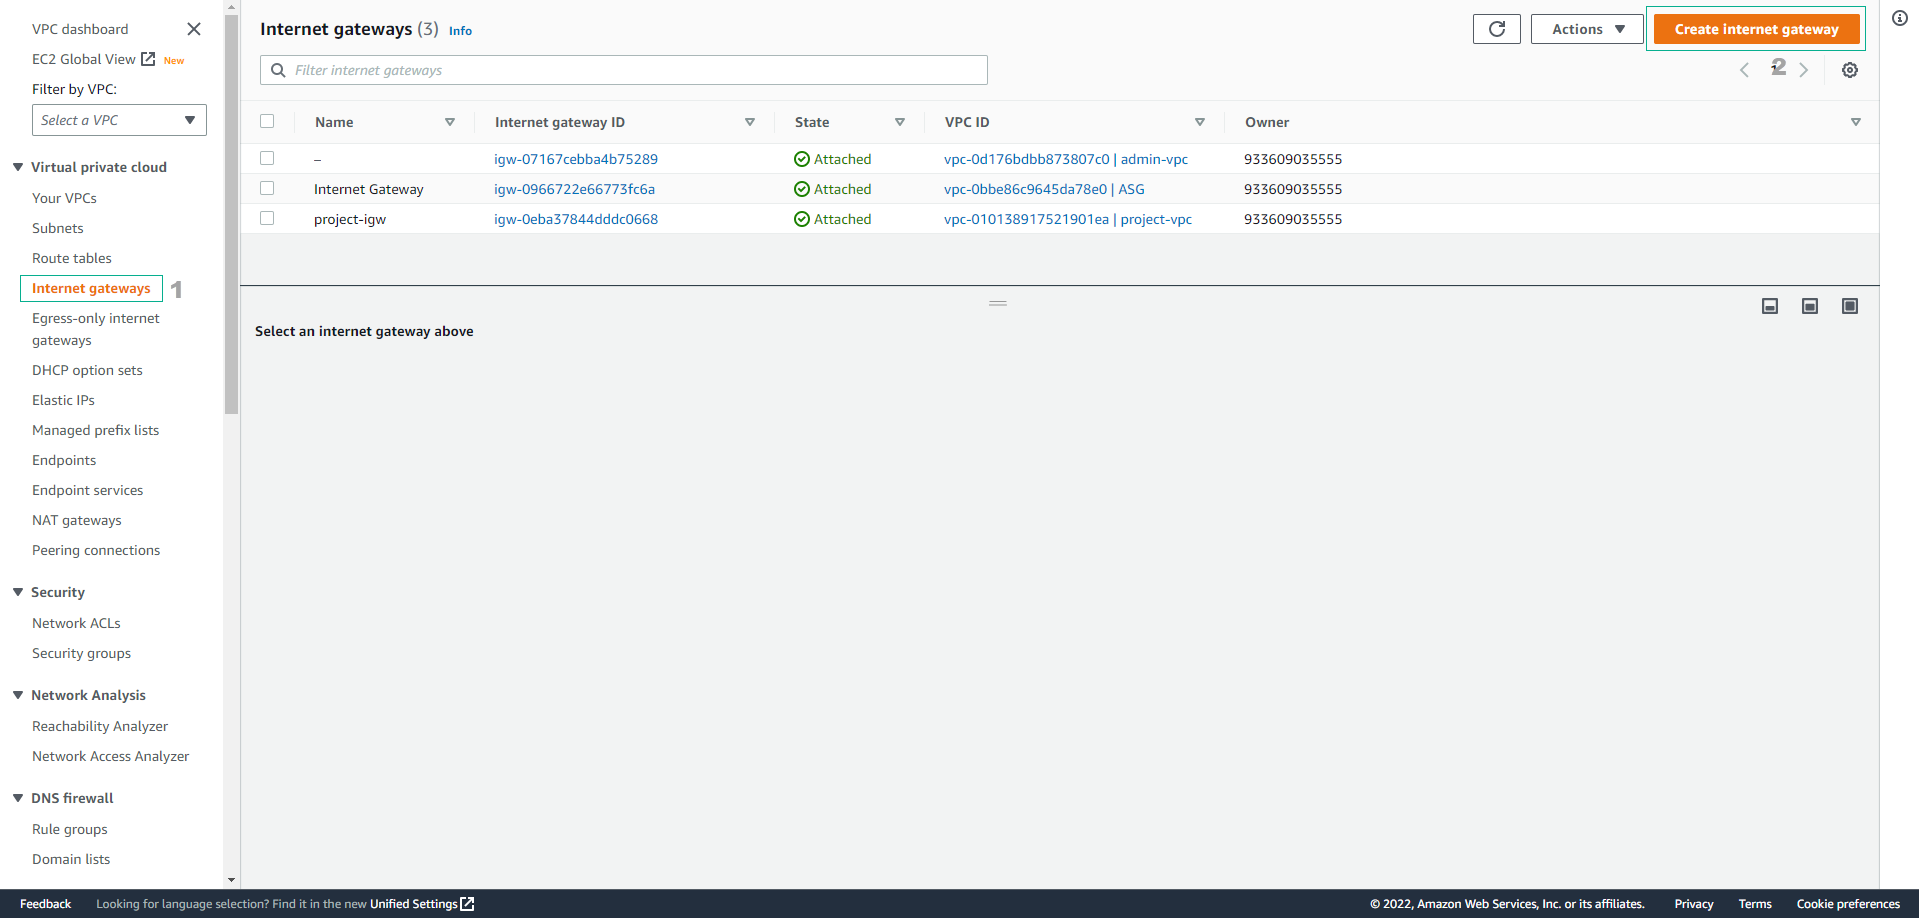 VPC dashboard
EC2 Global View New
Filter by VPC:
Select a VPC
Virtual private cloud
Your VPCs
Subnets
Route tables
Internet gateways 1
Egress-only internet
gateways
DHCP option sets
Elastic IPs
Managed prefix lists
Endpoints
Endpoint services
NAT gateways
Peering connections
Security
Network ACLs
Security groups
Network Analysis
Reachability Analyzer
Network Access Analyzer
DNS firewall
Rule groups
Domain lists
Internet gateways (3) Info
Actions
Create internet gateway
Filter internet gateways
2
Name Internet gateway ID State VPC ID Owner
– igw-07167cebba4b75289 Attached vpc-0d176bdbb873807c0 | admin-vpc 933609035555
Internet Gateway igw-0966722e66773fc6a Attached vpc-0bbe86c9645da78e0 | ASG 933609035555
project-igw igw-0eba37844dddc0668 Attached vpc-010138917521901ea | project-vpc 933609035555
Select an internet gateway above
Feedback Looking for language selection? Find it in the new Unified Settings © 2022, Amazon Web Services, Inc. or its affiliates. Privacy Terms Cookie preferences